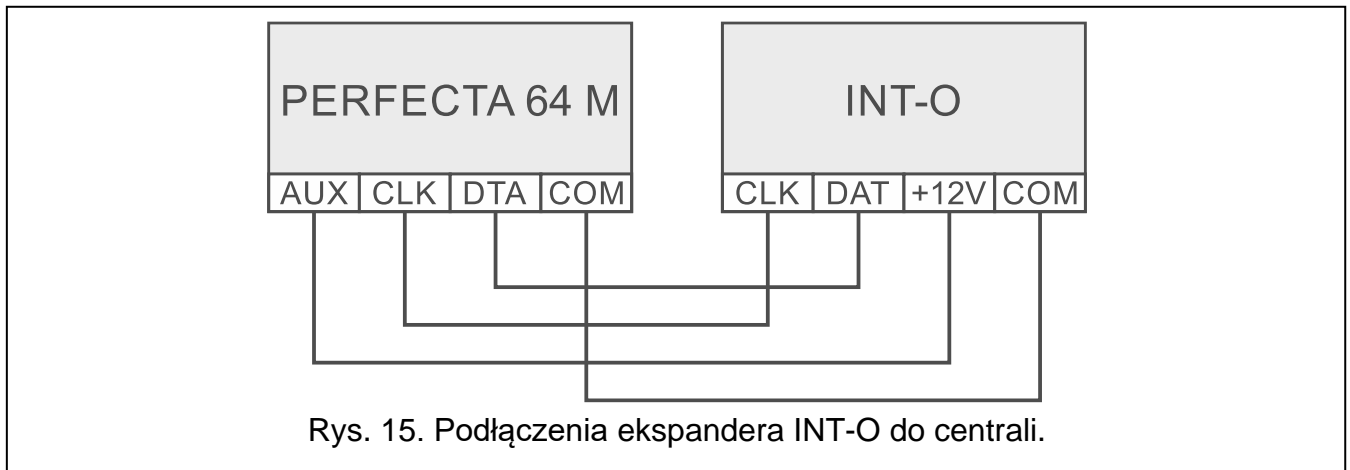 PERFECTA 64 M INT-O
AUX CLK DTA COM CLK DAT +12V COM
Rys. 15. Podłączenia ekspandera INT-O do centrali.